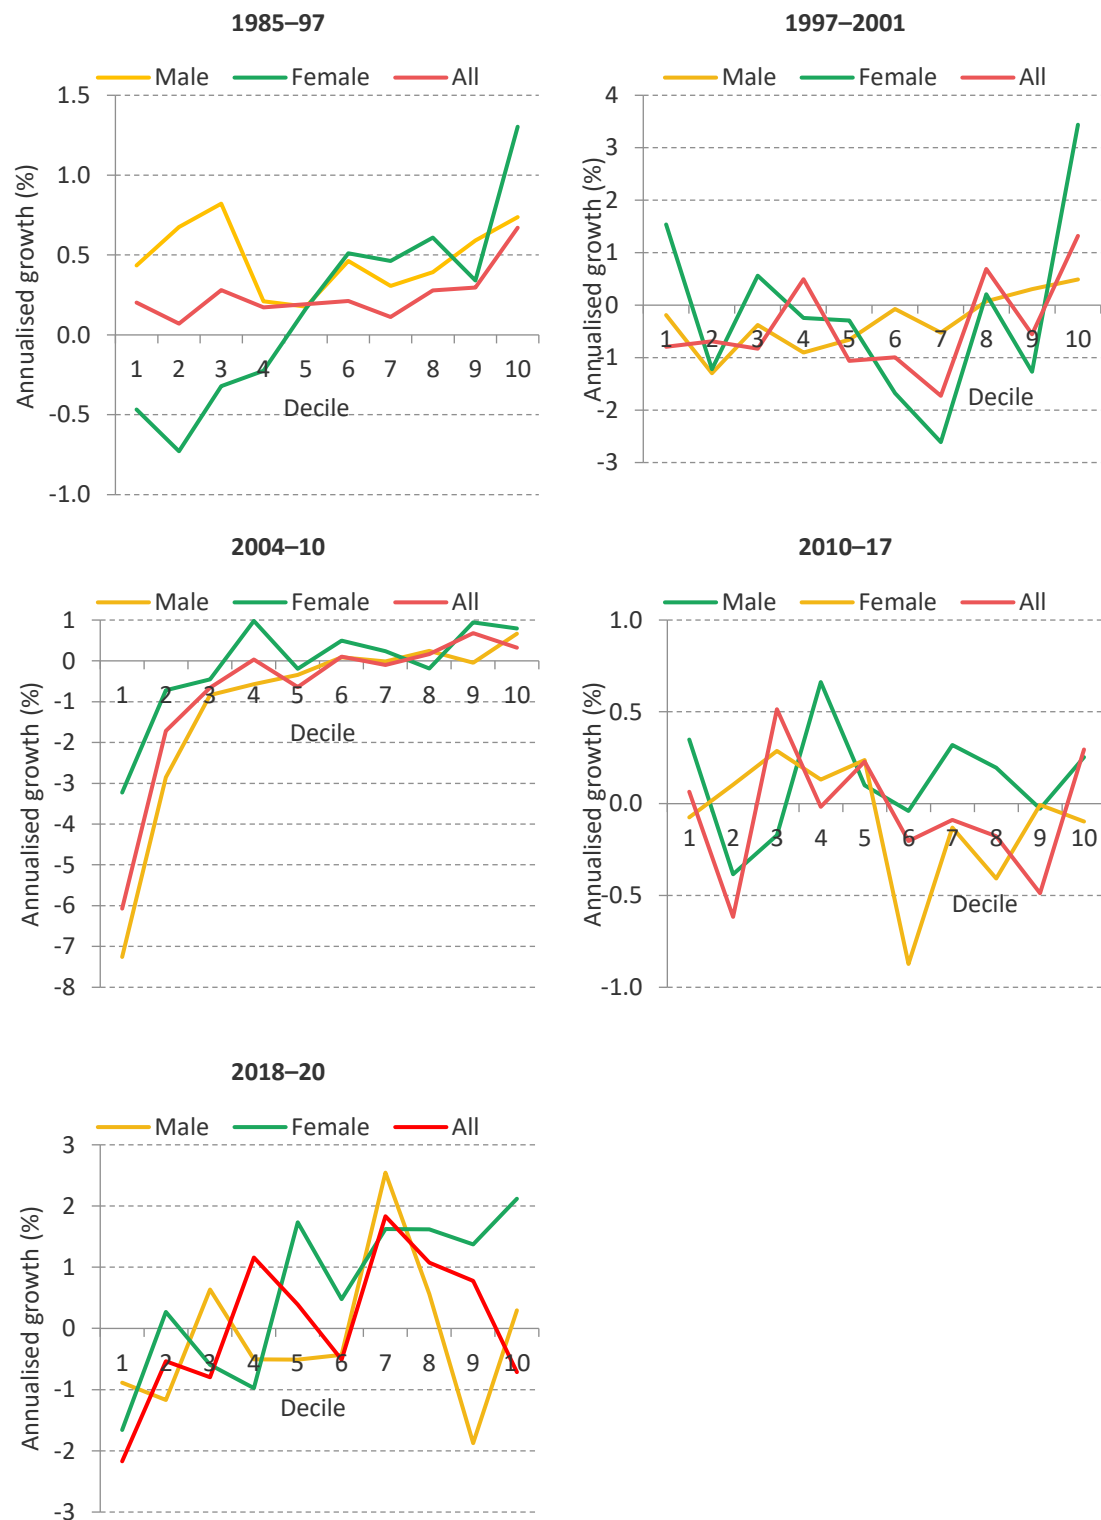 1985–97
Male Female All
Annualised growth (%)
1.5
1.0
0.5
0.0
-0.5
-1.0
1 2 3 4 5 6 7 8 9 10
Decile
1997–2001
Male Female All
Annualised growth (%)
4
3
2
1
0
-1
-2
-3
1 2 3 4 5 6 7 8 9 10
Decile
2004–10
Male Female All
Annualised growth (%)
1
0
-1
-2
-3
-4
-5
-6
-7
-8
1 2 3 4 5 6 7 8 9 10
Decile
2010–17
Male Female All
Annualised growth (%)
1.0
0.5
0.0
-0.5
-1.0
1 2 3 4 5 6 7 8 9 10
Decile
2018–20
Male Female All
Annualised growth (%)
3
2
1
0
-1
-2
-3
1 2 3 4 5 6 7 8 9 10
Decile